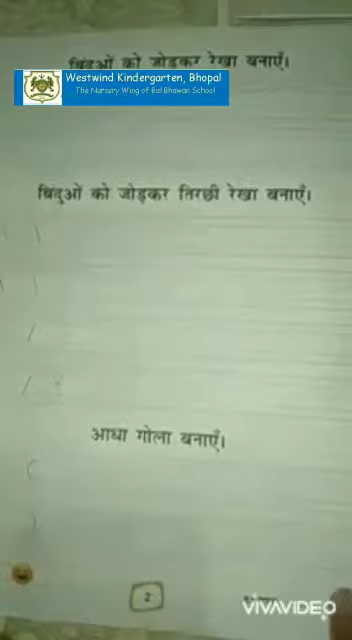 बिंदुओं को जोड़कर रेखा बनाएँ।
Westwind Kindergarten, Bhopal
The Nursery Wing of Bal Bhawan School
बिंदुओं को जोड़कर तिरछी रेखा बनाएँ।
आधा गोला बनाएँ।
2
VIVAVIDEO